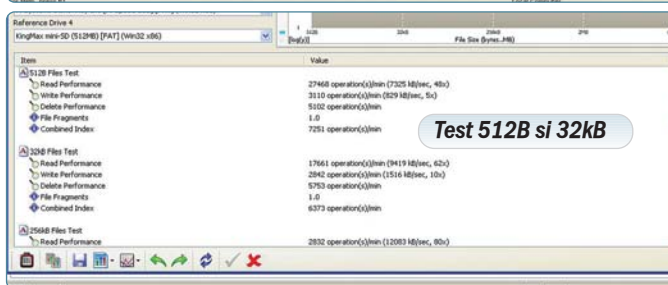 Reference Drive 4
KingMax mini-SD (512MB) [FAT] (Win32 x86)
[log(y)]
File Size (bytes..MB)
Item Value
512B Files Test
Read Performance 27468 operation(s)/min (7325 kB/sec, 48x)
Write Performance 3110 operation(s)/min (829 kB/sec, 5x)
Delete Performance 5102 operation(s)/min
File Fragments 1.0
Combined Index 7251 operation(s)/min
Test 512B si 32kB
32kB Files Test
Read Performance 17661 operation(s)/min (9419 kB/sec, 62x)
Write Performance 2842 operation(s)/min (1516 kB/sec, 10x)
Delete Performance 5753 operation(s)/min
File Fragments 1.0
Combined Index 6373 operation(s)/min
256kB Files Test
Read Performance 2832 operation(s)/min (12083 kB/sec, 80x)